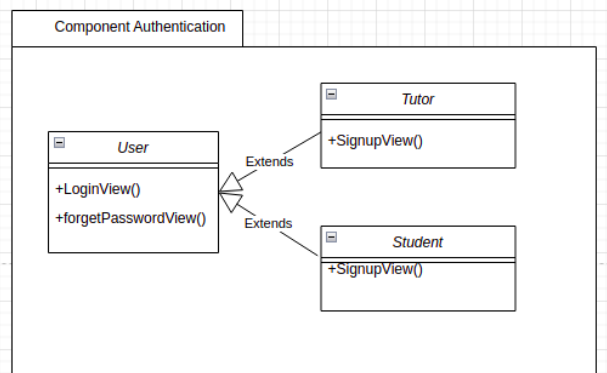 Component Authentication
User
+LoginView()
+forgetPasswordView()
Extends
Tutor
+SignupView()
Extends
Student
+SignupView()